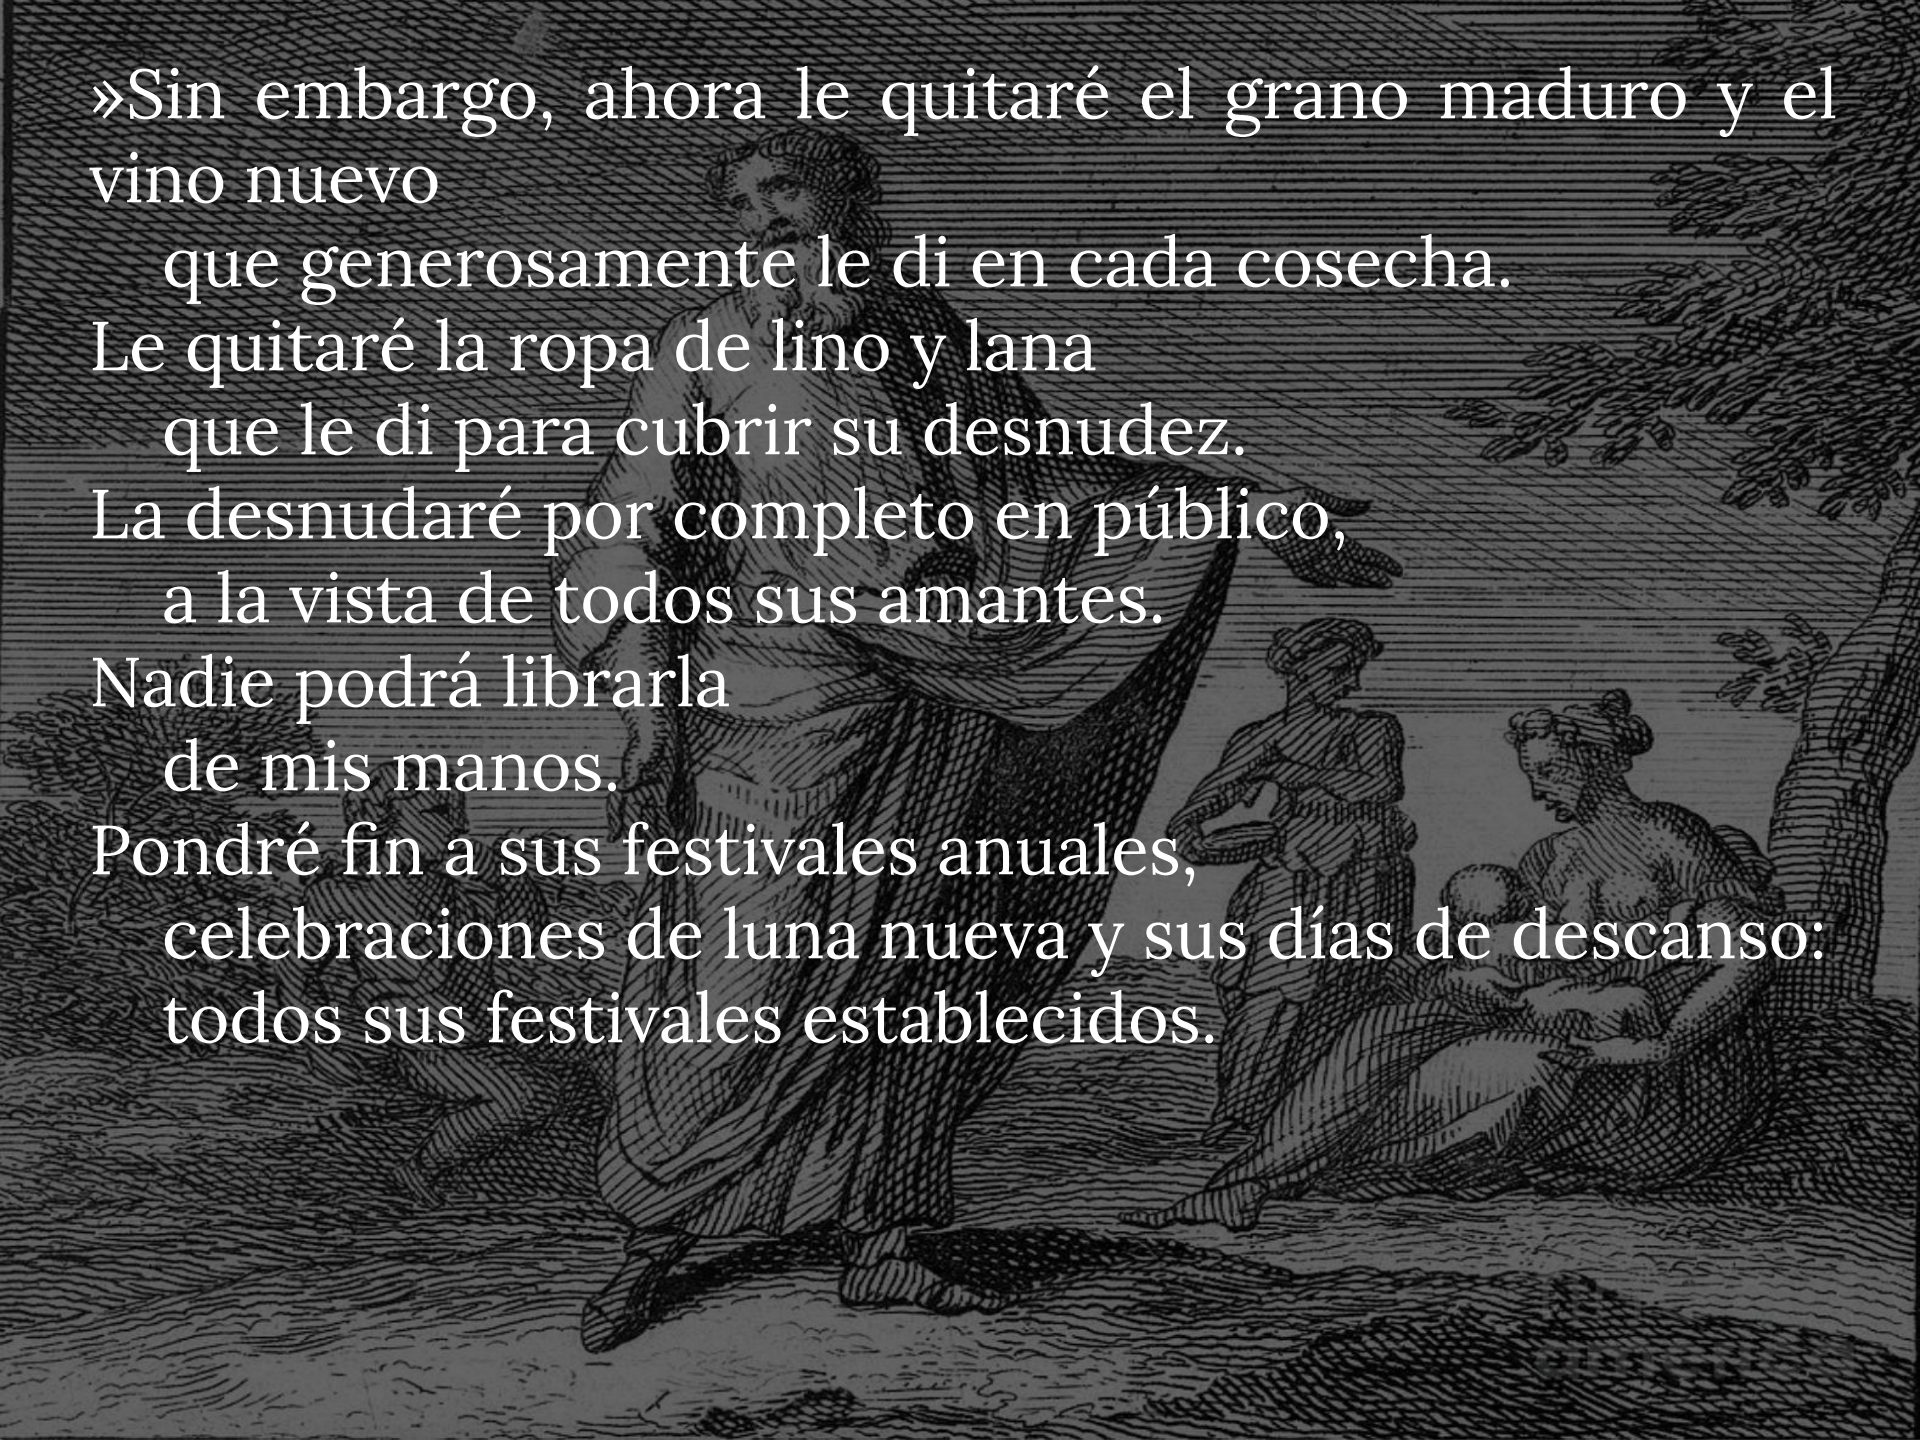 »Sin embargo, ahora le quitaré el grano maduro y el
vino nuevo
que generosamente le di en cada cosecha.
Le quitaré la ropa de lino y lana
que le di para cubrir su desnudez.
La desnudaré por completo en público,
a la vista de todos sus amantes.
Nadie podrá librarla
de mis manos.
Pondré fin a sus festivales anuales,
celebraciones de luna nueva y sus días de descanso:
todos sus festivales establecidos.